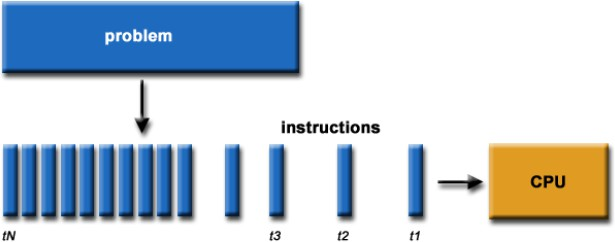 problem
instructions
CPU
tN t3 t2 t1